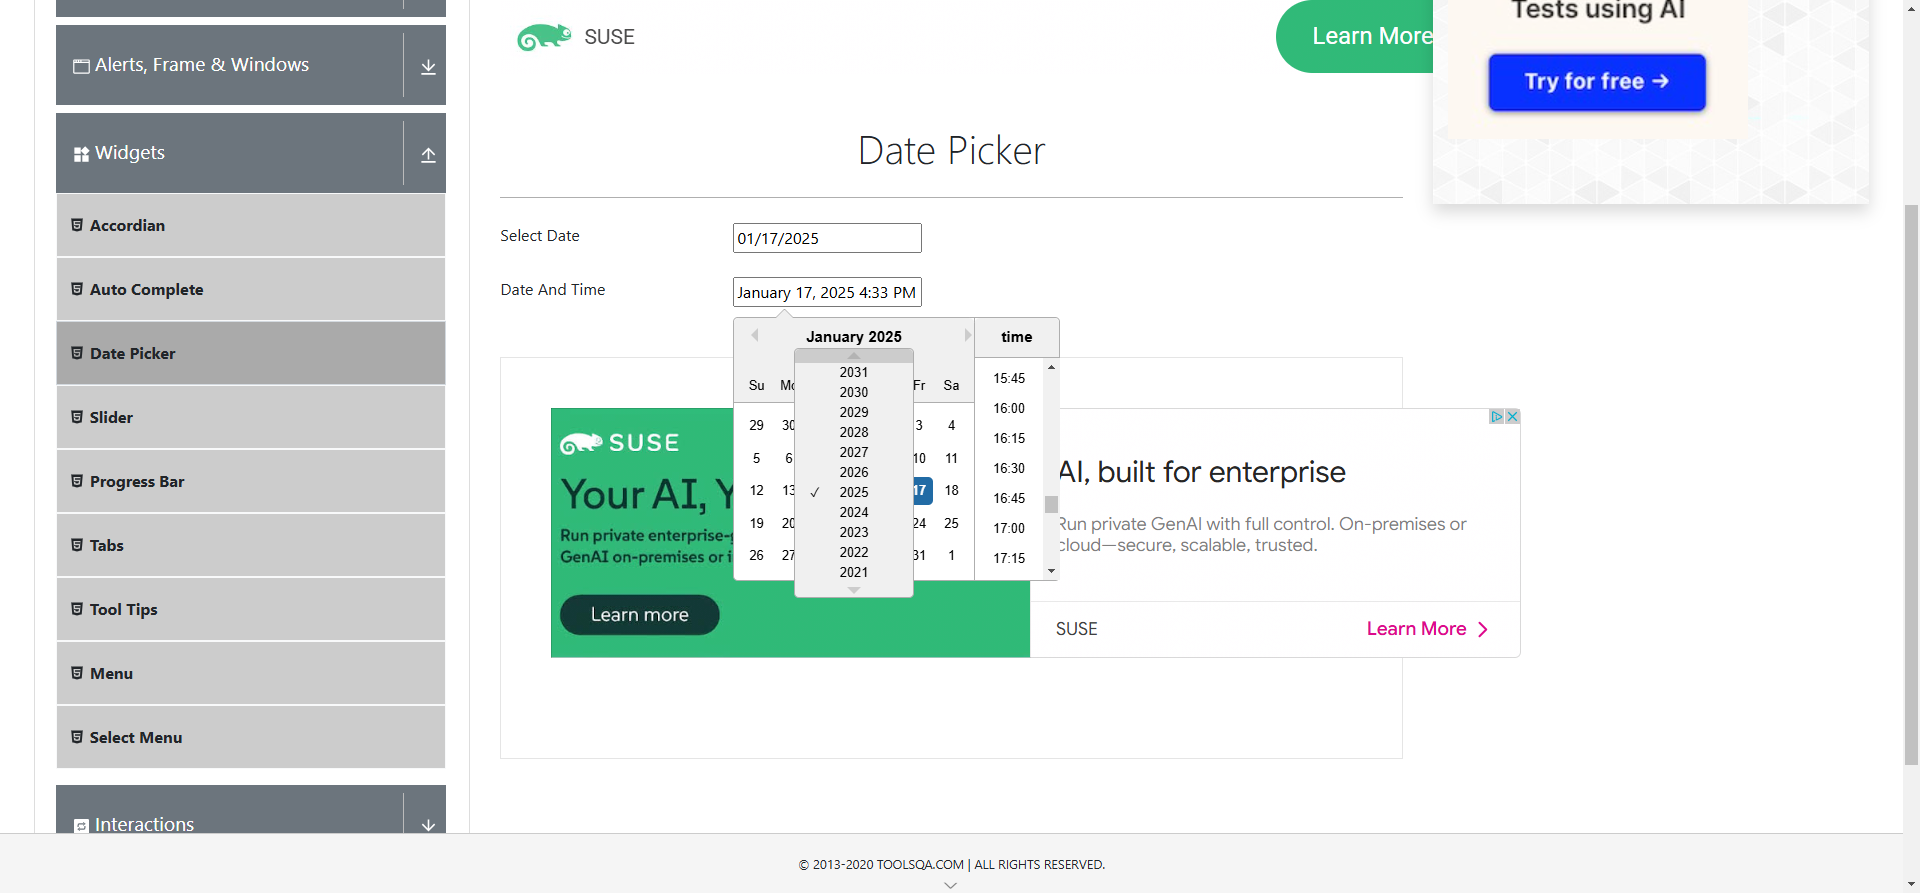 SUSE
Learn More
Tests using AI
Try for free →
Alerts, Frame & Windows
Widgets
Accordian
Auto Complete
Date Picker
Slider
Progress Bar
Tabs
Tool Tips
Menu
Select Menu
Interactions
Date Picker
Select Date
01/17/2025
Date And Time
January 17, 2025 4:33 PM
January 2025
time
Su Mo Fr Sa
29 30 3 4
5 6 10 11
12 13 17 18
19 20 24 25
26 27 31 1
2031
2030
2029
2028
2027
2026
✓ 2025
2024
2023
2022
2021
15:45
16:00
16:15
16:30
16:45
17:00
17:15
SUSE
Your AI, Y
Run private enterprise-
GenAI on-premises or i
Learn more
AI, built for enterprise
Run private GenAI with full control. On-premises or
cloud—secure, scalable, trusted.
SUSE
Learn More
© 2013-2020 TOOLSQA.COM | ALL RIGHTS RESERVED.